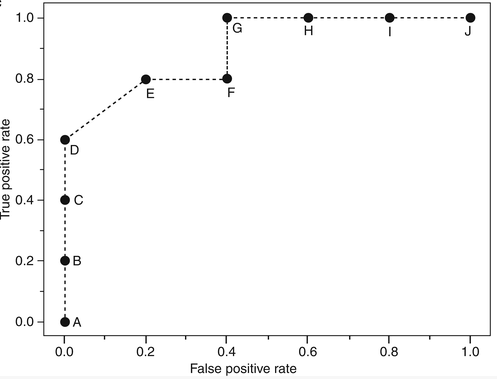 1.0
G
H
I
J
0.8
E
F
0.6
D
True positive rate
0.4
C
0.2
B
0.0
A
0.0
0.2
0.4
0.6
0.8
1.0
False positive rate